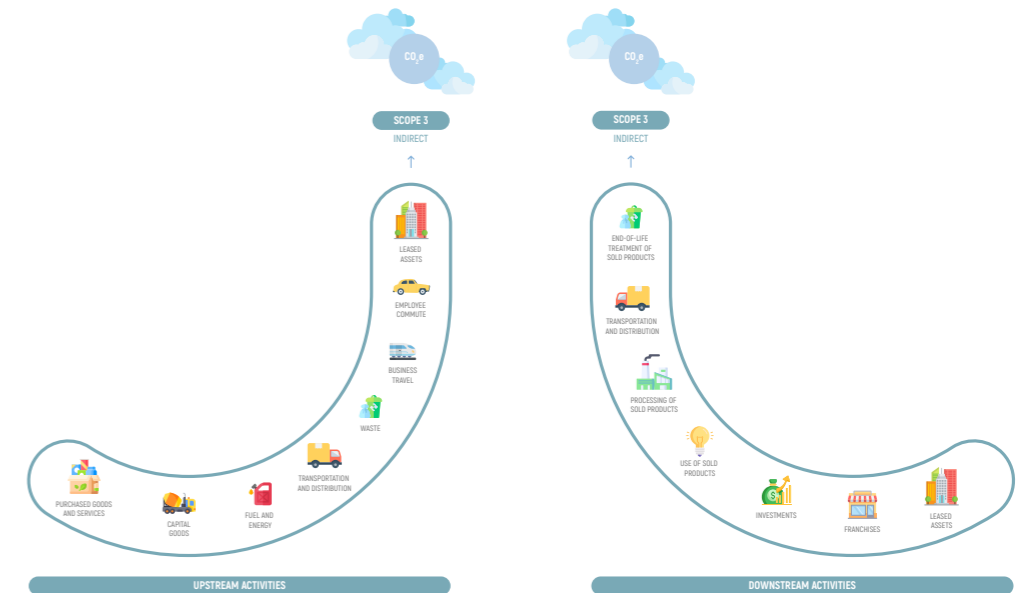 CO₂e
SCOPE 3
INDIRECT
↑
LEASED
ASSETS
EMPLOYEE
COMMUTE
BUSINESS
TRAVEL
WASTE
TRANSPORTATION
AND DISTRIBUTION
FUEL AND
ENERGY
CAPITAL
GOODS
PURCHASED GOODS
AND SERVICES
UPSTREAM ACTIVITIES
CO₂e
SCOPE 3
INDIRECT
↑
END-OF-LIFE
TREATMENT OF
SOLD PRODUCTS
TRANSPORTATION
AND DISTRIBUTION
PROCESSING OF
SOLD PRODUCTS
USE OF SOLD
PRODUCTS
INVESTMENTS
FRANCHISES
LEASED
ASSETS
DOWNSTREAM ACTIVITIES